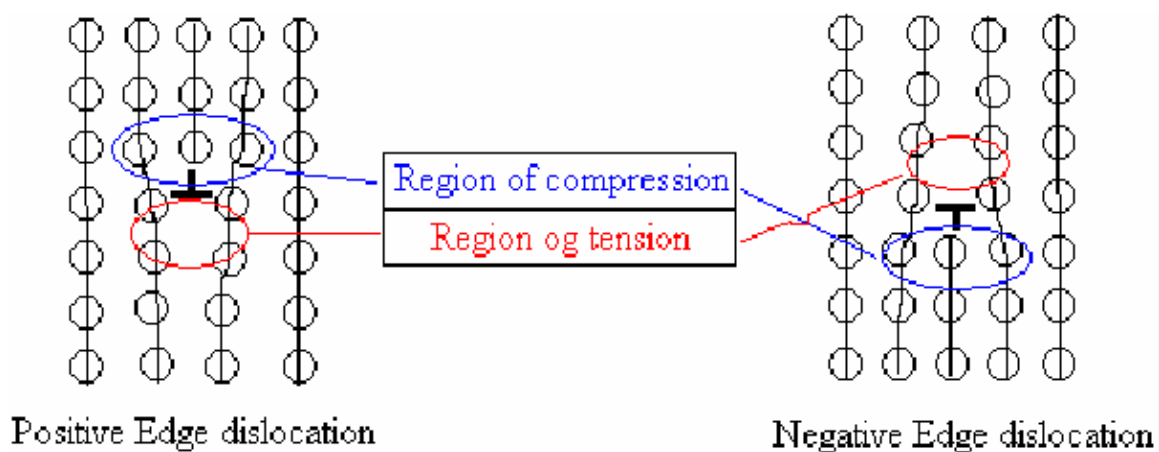 Region of compression
Region og tension
Positive Edge dislocation
Negative Edge dislocation